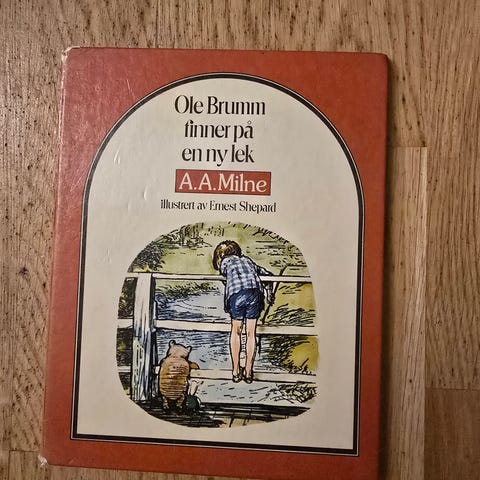 Ole Brumm
finner på
en ny lek
A.A. Milne
illustrert av Ernest Shepard